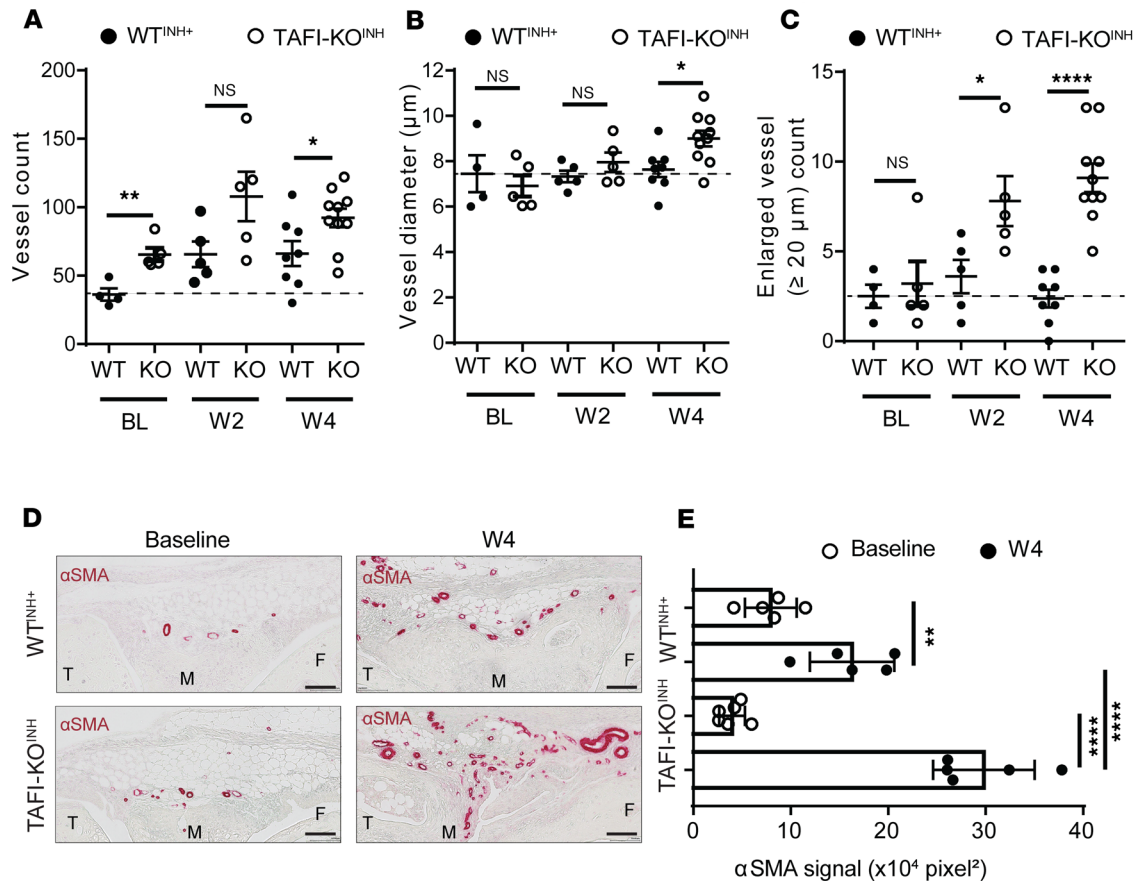 A
WT^INH+
TAFI-KO^INH
Vessel count
200
150
100
50
0
**
NS
*
WT KO WT KO WT KO
BL W2 W4
B
WT^INH+
TAFI-KO^INH
Vessel diameter (µm)
12
10
8
6
4
2
0
NS
NS
*
WT KO WT KO WT KO
BL W2 W4
C
WT^INH+
TAFI-KO^INH
Enlarged vessel
(≥ 20 µm) count
15
10
5
0
NS
*
****
WT KO WT KO WT KO
BL W2 W4
D
Baseline W4
WT^INH+
αSMA
T M F
αSMA
T M F
TAFI-KO^INH
αSMA
T M F
αSMA
T M F
E
Baseline W4
WT^INH+
TAFI-KO^INH
**
****
****
0 10 20 30 40
αSMA signal (x10⁴ pixel²)